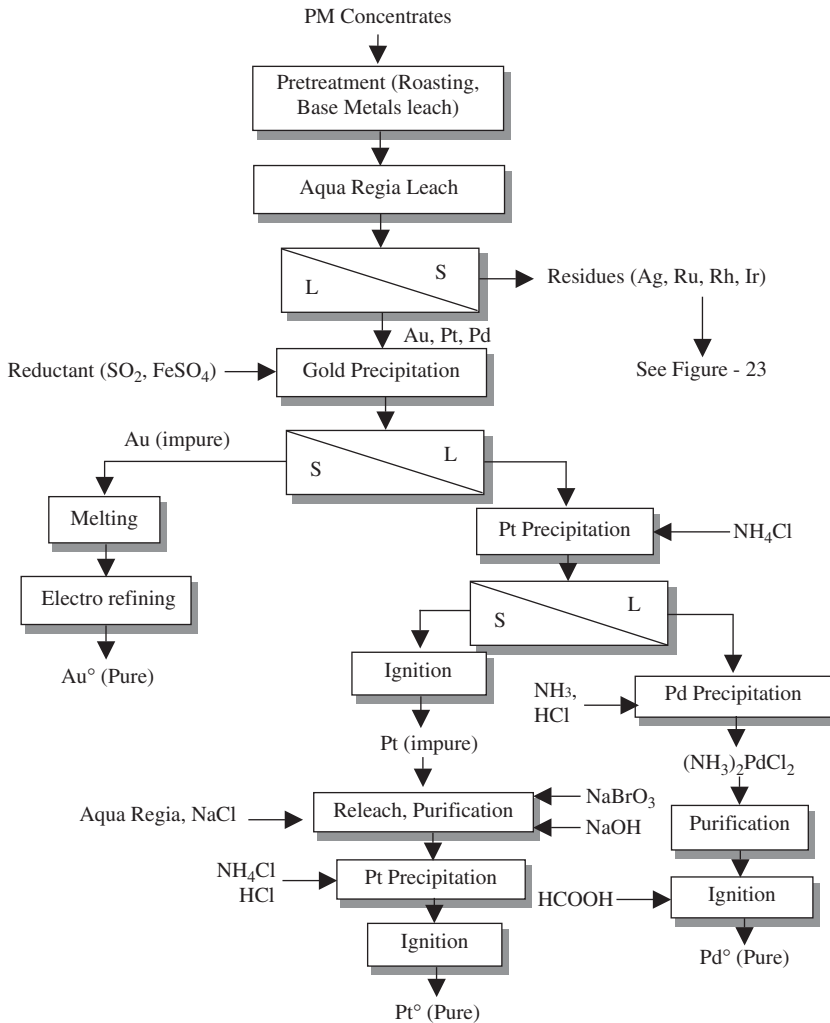 PM Concentrates
Pretreatment (Roasting,
Base Metals leach)
Aqua Regia Leach
S
L
Residues (Ag, Ru, Rh, Ir)
Au, Pt, Pd
See Figure - 23
Reductant (SO₂, FeSO₄)
Gold Precipitation
Au (impure)
L
S
Melting
Pt Precipitation
NH₄Cl
Electro refining
L
S
Au° (Pure)
Ignition
NH₃,
HCl
Pd Precipitation
Pt (impure)
(NH₃)₂PdCl₂
Aqua Regia, NaCl
Releach, Purification
NaBrO₃
NaOH
Purification
NH₄Cl
HCl
Pt Precipitation
HCOOH
Ignition
Ignition
Pd° (Pure)
Pt° (Pure)